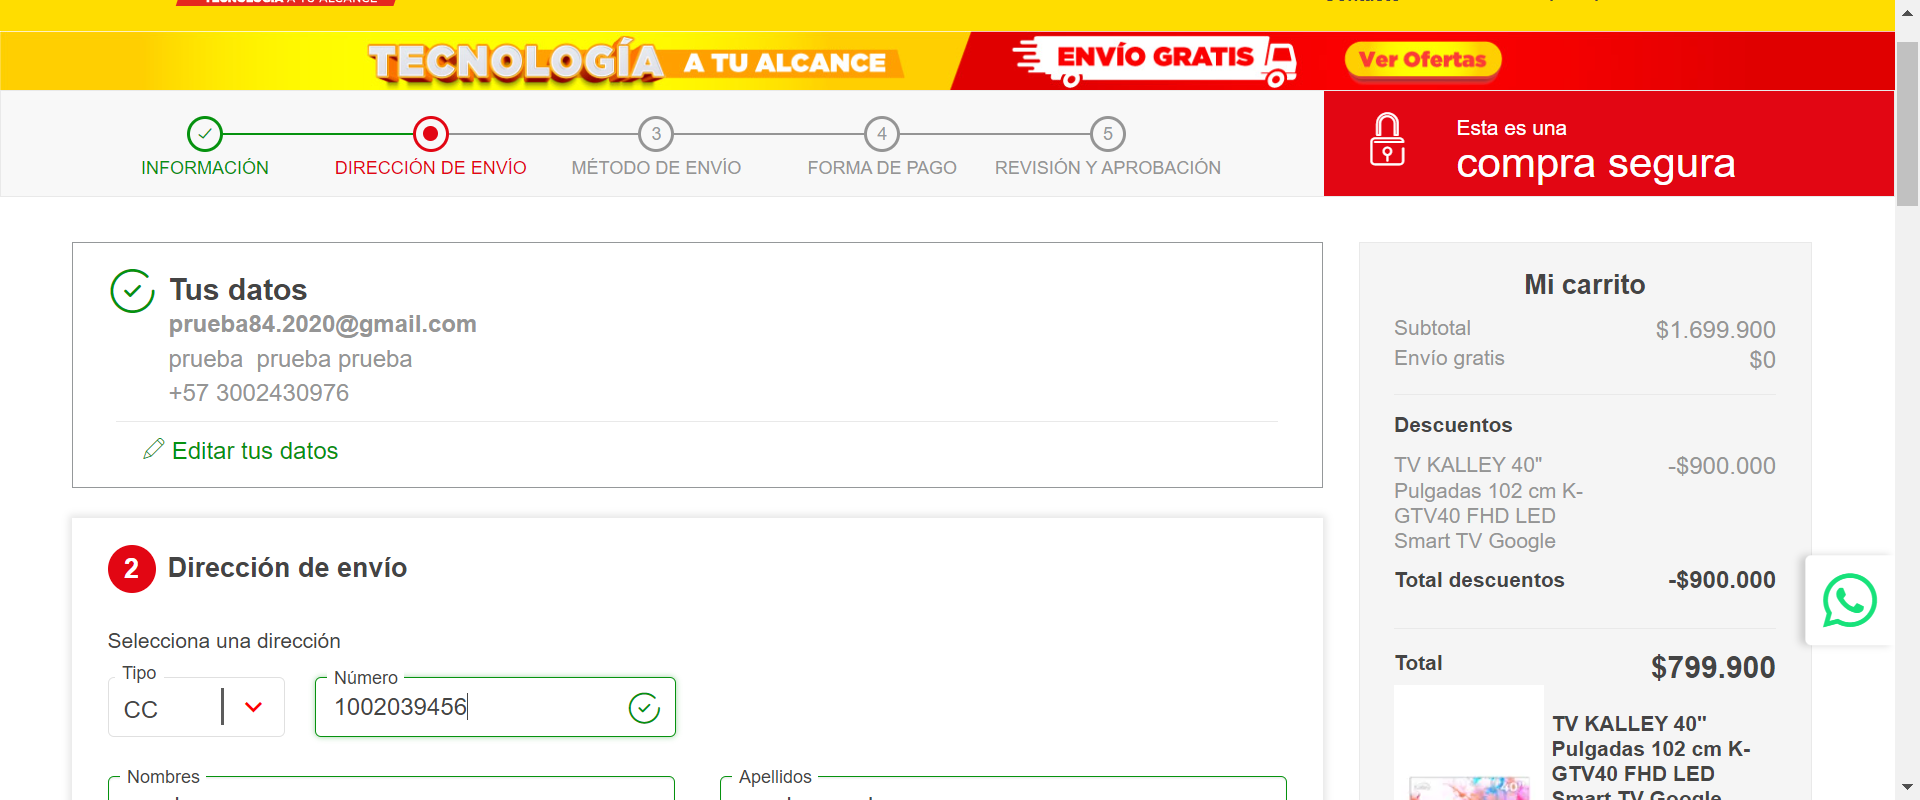 TECNOLOGÍA A TU ALCANCE
TECNOLOGÍA A TU ALCANCE
ENVÍO GRATIS
Ver Ofertas
3
4
5
INFORMACIÓN
DIRECCIÓN DE ENVÍO
MÉTODO DE ENVÍO
FORMA DE PAGO
REVISIÓN Y APROBACIÓN
Esta es una
compra segura
Tus datos
prueba84.2020@gmail.com
prueba  prueba prueba
+57 3002430976
Editar tus datos
2 Dirección de envío
Selecciona una dirección
Tipo
CC
Número
1002039456
Nombres
Apellidos
Mi carrito
Subtotal $1.699.900
Envío gratis $0
Descuentos
TV KALLEY 40" -$900.000
Pulgadas 102 cm K-
GTV40 FHD LED
Smart TV Google
Total descuentos -$900.000
Total $799.900
TV KALLEY 40"
Pulgadas 102 cm K-
GTV40 FHD LED
Smart TV Google